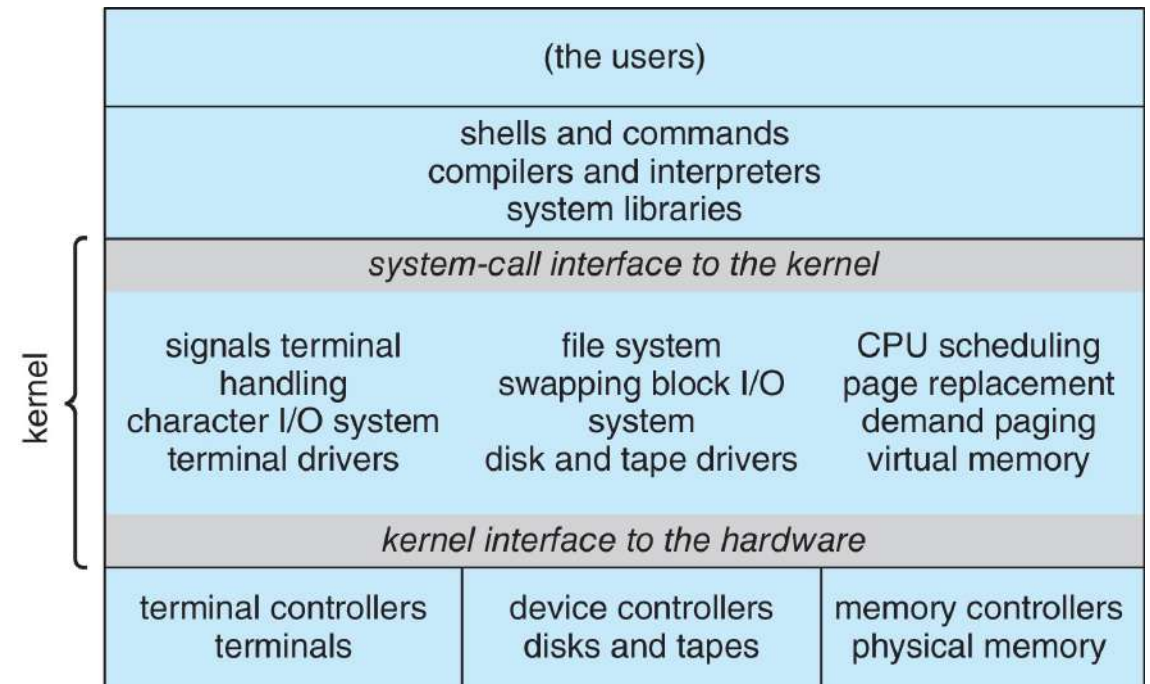 (the users)
shells and commands
compilers and interpreters
system libraries
kernel
system-call interface to the kernel
signals terminal
handling
character I/O system
terminal drivers
file system
swapping block I/O
system
disk and tape drivers
CPU scheduling
page replacement
demand paging
virtual memory
kernel interface to the hardware
terminal controllers
terminals
device controllers
disks and tapes
memory controllers
physical memory